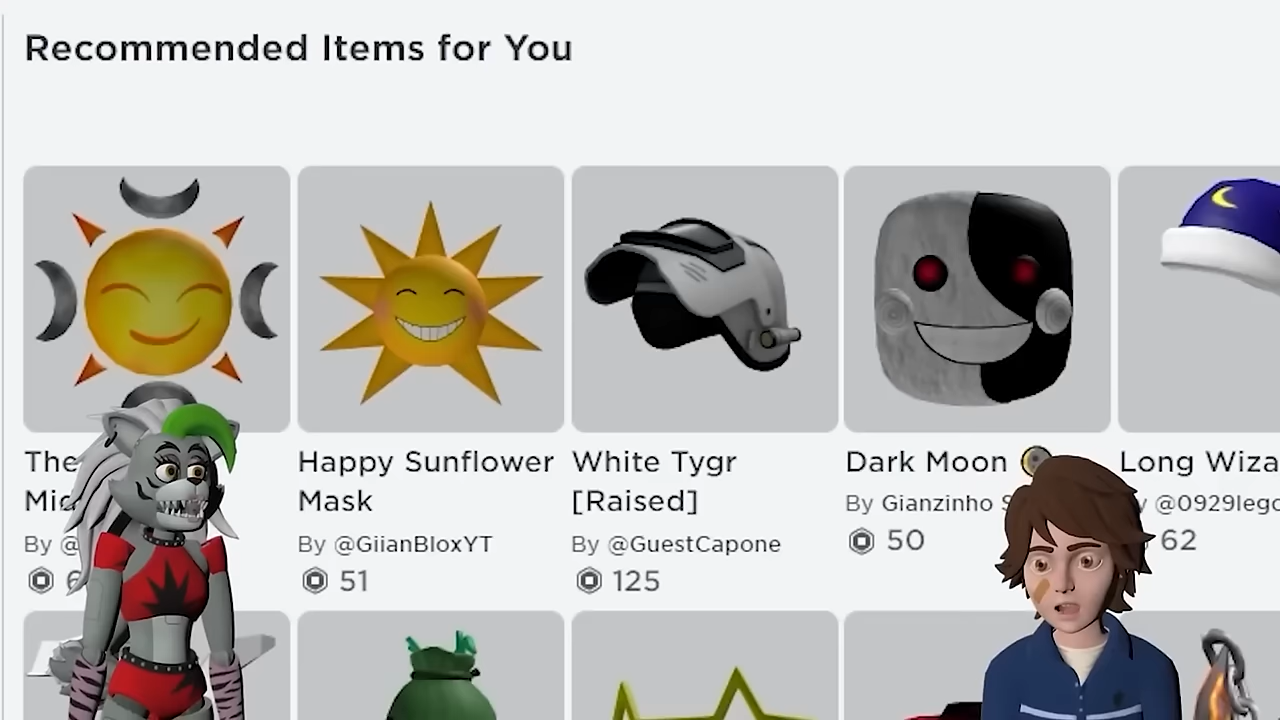 Recommended Items for You
The
Happy Sunflower
Mask
By @GiianBloxYT
51
White Tygr
[Raised]
By @GuestCapone
125
Dark Moon
By Gianzinho
50
Long
62